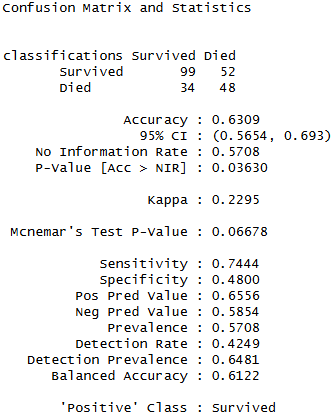 Confusion Matrix and Statistics
classifications Survived Died
Survived 99 52
Died 34 48
Accuracy : 0.6309
95% CI : (0.5654, 0.693)
No Information Rate : 0.5708
P-Value [Acc > NIR] : 0.03630
Kappa : 0.2295
Mcnemar's Test P-Value : 0.06678
Sensitivity : 0.7444
Specificity : 0.4800
Pos Pred Value : 0.6556
Neg Pred Value : 0.5854
Prevalence : 0.5708
Detection Rate : 0.4249
Detection Prevalence : 0.6481
Balanced Accuracy : 0.6122
'Positive' Class : Survived